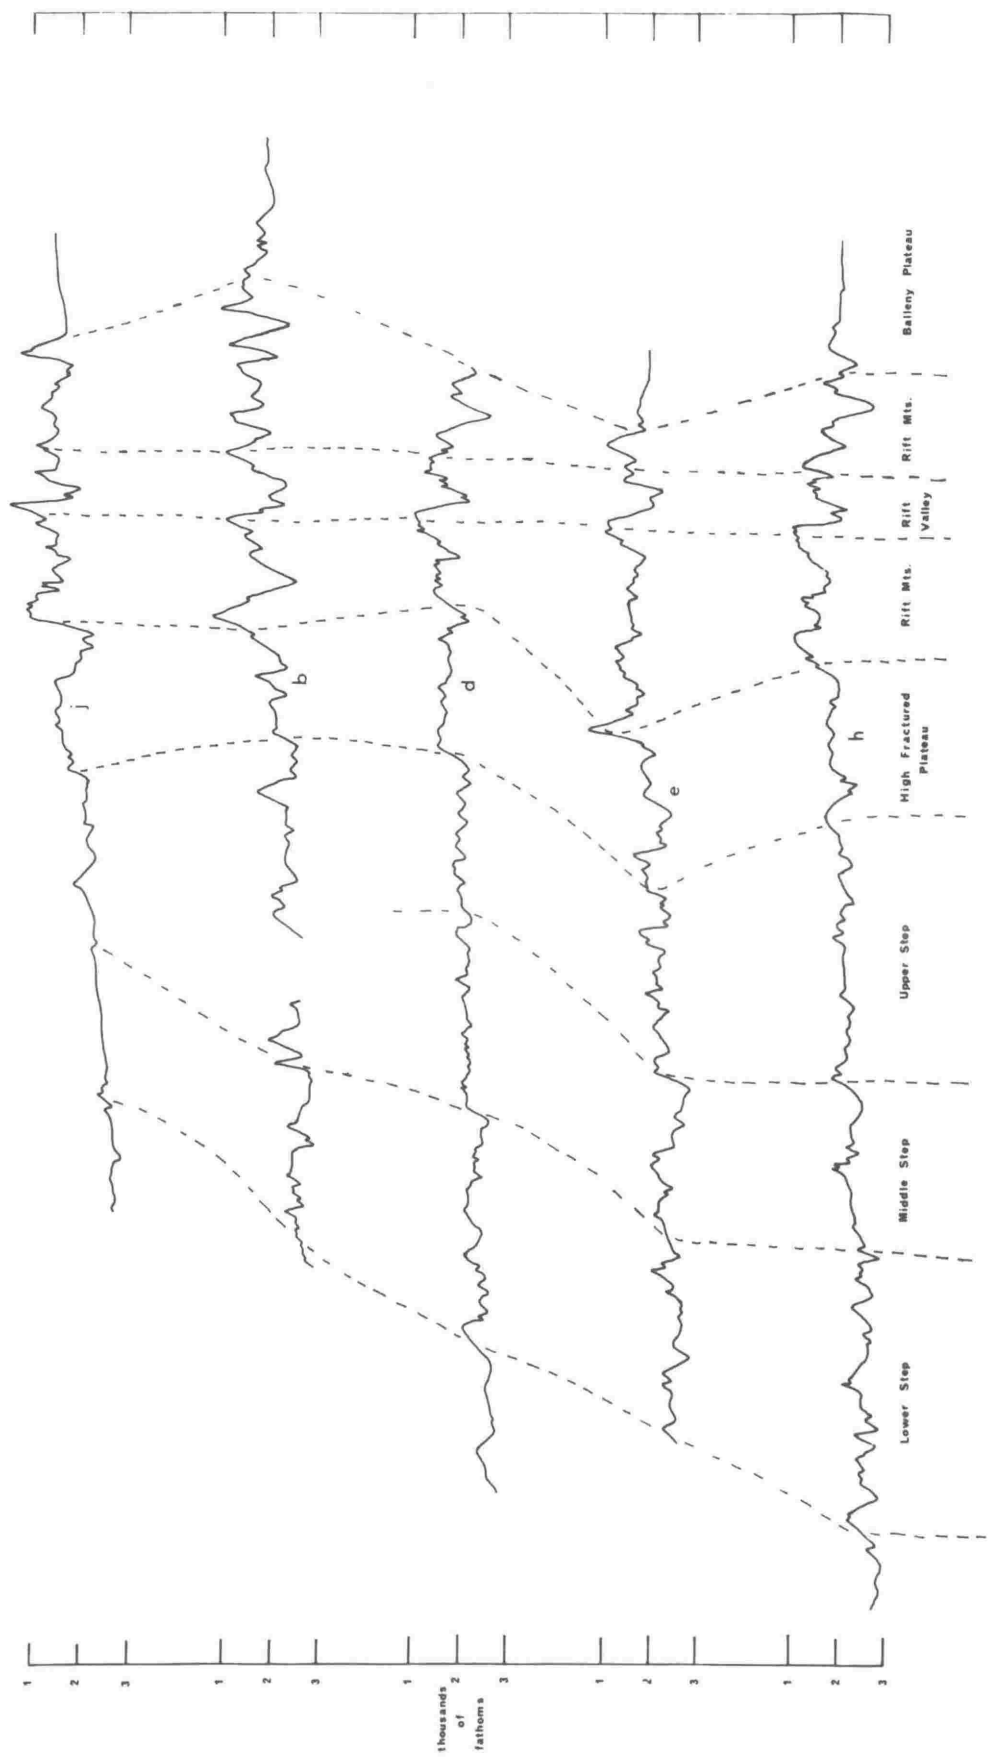 1
2
3
1
2
3
thousands
of
fathoms
1
2
3
1
2
3
1
2
3
j
b
d
e
h
Lower Step
Middle Step
Upper Step
High Fractured
Plateau
Rift Mts.
Rift
Valley
Rift Mts.
Balleny Plateau